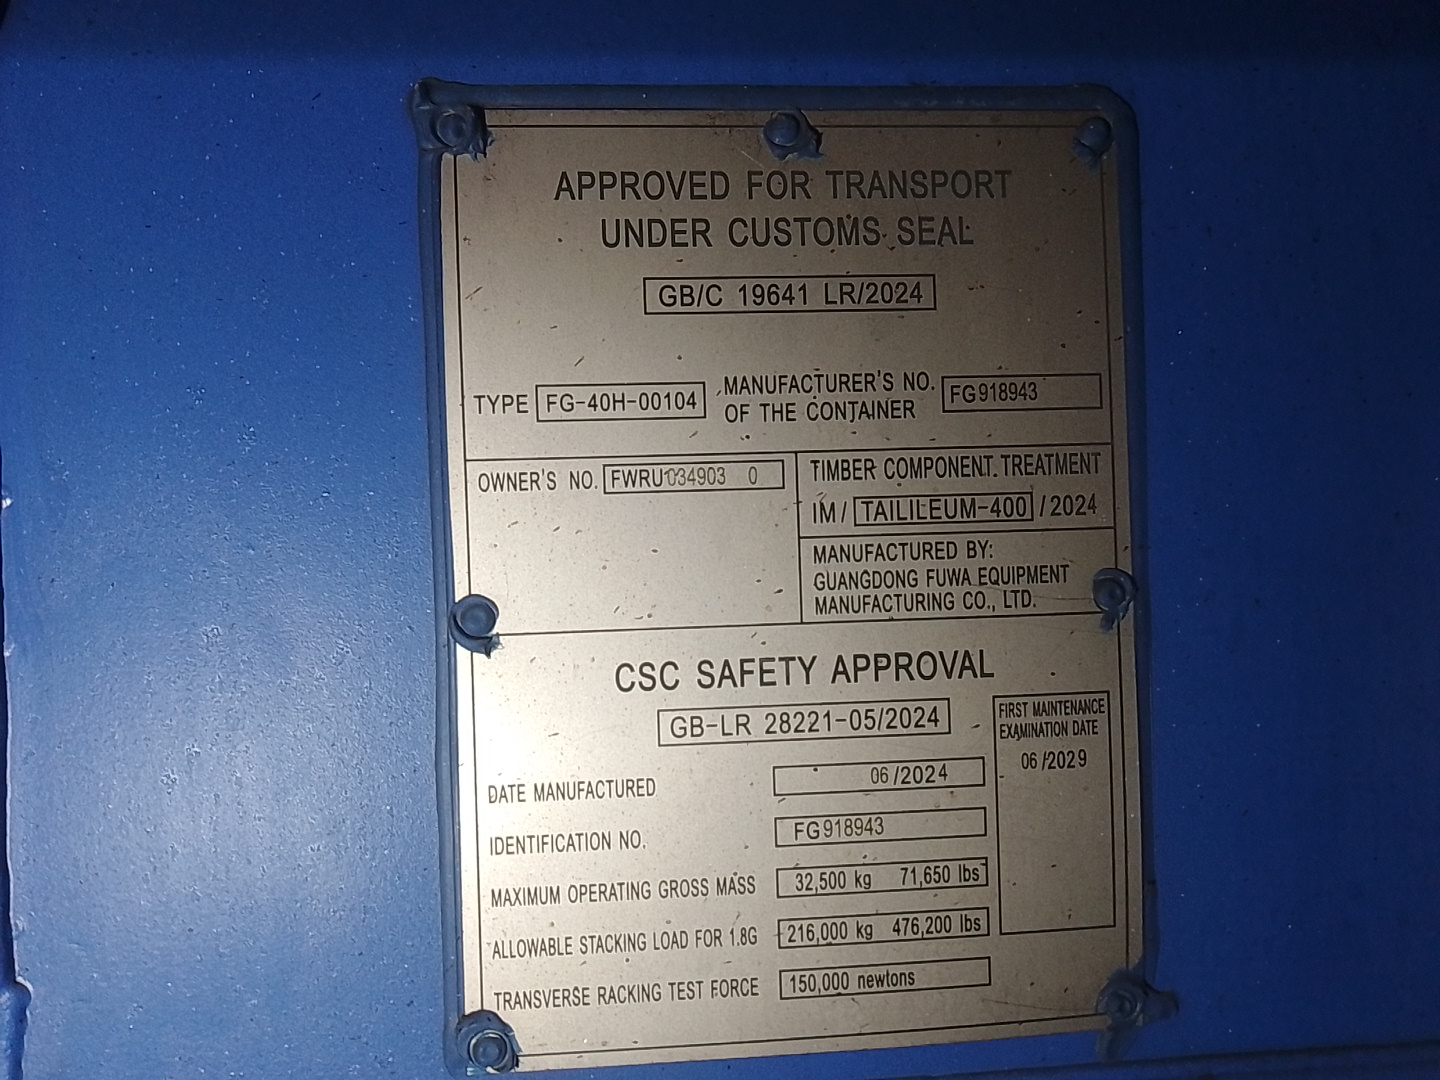 APPROVED FOR TRANSPORT
UNDER CUSTOMS SEAL
GB/C 19641 LR/2024
TYPE FG-40H-00104 MANUFACTURER'S NO. OF THE CONTAINER FG918943
OWNER'S NO. FWRU034903 0
TIMBER COMPONENT TREATMENT
IM/ TAILILEUM-400 /2024
MANUFACTURED BY:
GUANGDONG FUWA EQUIPMENT
MANUFACTURING CO., LTD.
CSC SAFETY APPROVAL
GB-LR 28221-05/2024
FIRST MAINTENANCE
EXAMINATION DATE
06/2029
DATE MANUFACTURED 06/2024
IDENTIFICATION NO. FG918943
MAXIMUM OPERATING GROSS MASS 32,500 kg 71,650 lbs
ALLOWABLE STACKING LOAD FOR 1.8G 216,000 kg 476,200 lbs
TRANSVERSE RACKING TEST FORCE 150,000 newtons